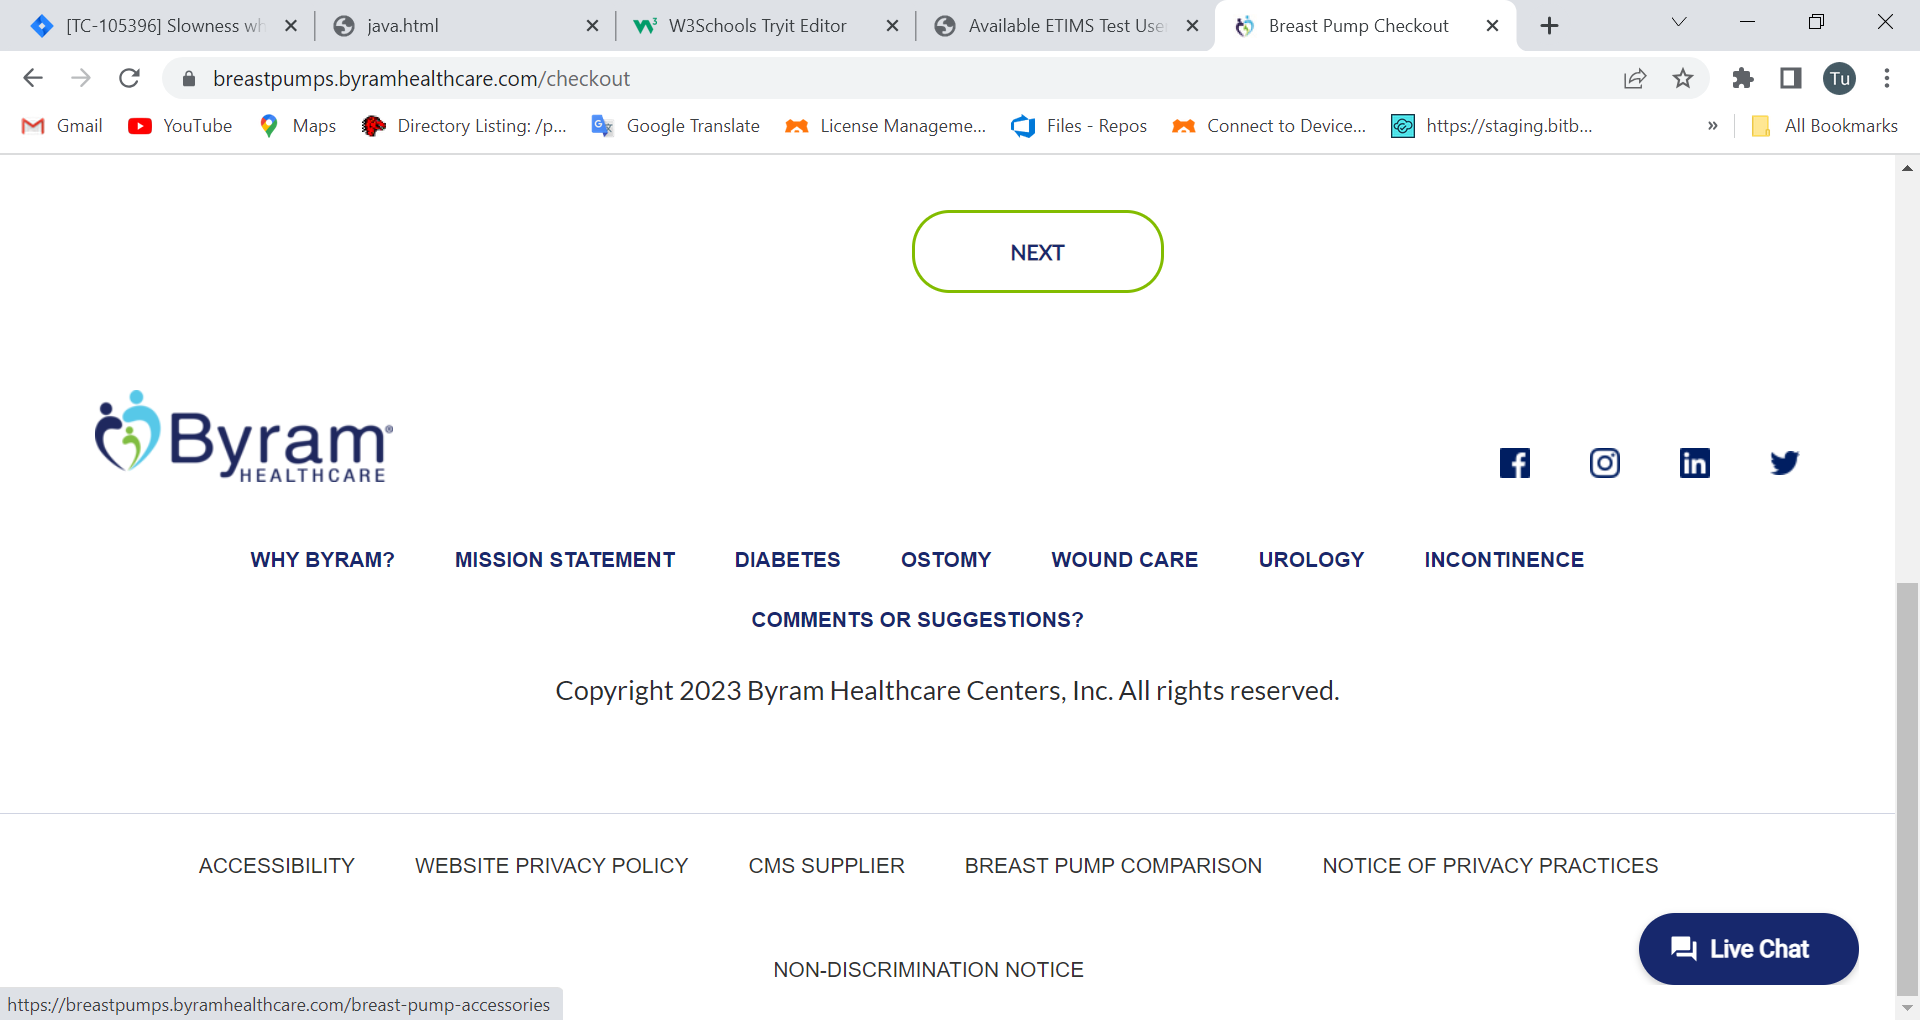 [TC-105396] Slowness wh
java.html
W3Schools Tryit Editor
Available ETIMS Test Use
Breast Pump Checkout
breastpumps.byramhealthcare.com/checkout
Tu
Gmail
YouTube
Maps
Directory Listing: /p...
Google Translate
License Manageme...
Files - Repos
Connect to Device...
https://staging.bitb...
»
All Bookmarks
NEXT
Byram®
HEALTHCARE
WHY BYRAM? MISSION STATEMENT DIABETES OSTOMY WOUND CARE UROLOGY INCONTINENCE
COMMENTS OR SUGGESTIONS?
Copyright 2023 Byram Healthcare Centers, Inc. All rights reserved.
ACCESSIBILITY WEBSITE PRIVACY POLICY CMS SUPPLIER BREAST PUMP COMPARISON NOTICE OF PRIVACY PRACTICES
Live Chat
NON-DISCRIMINATION NOTICE
https://breastpumps.byramhealthcare.com/breast-pump-accessories